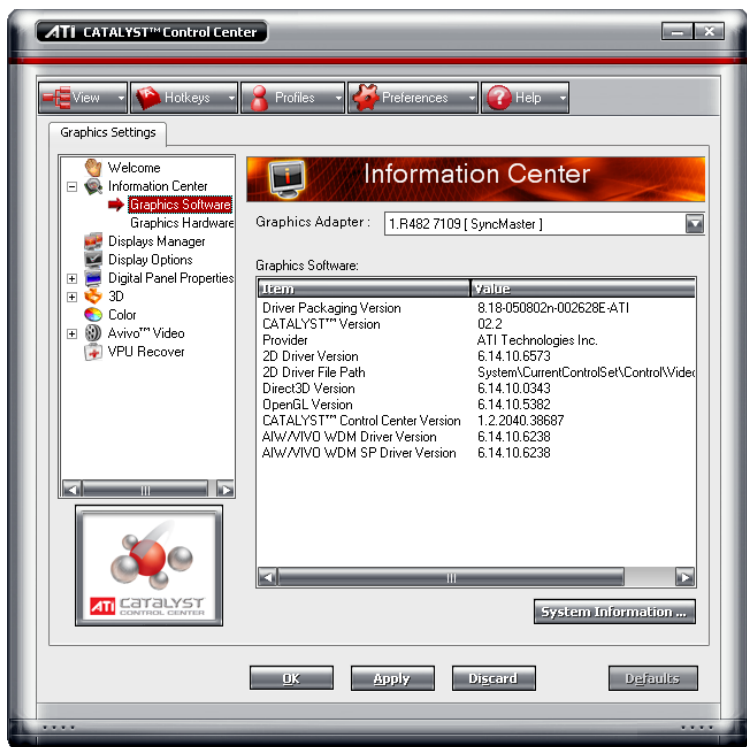 ATI CATALYST™ Control Center
View Hotkeys Profiles Preferences Help
Graphics Settings
Welcome
Information Center
Graphics Software
Graphics Hardware
Displays Manager
Display Options
Digital Panel Properties
3D
Color
Avivo™ Video
VPU Recover
ATI CATALYST
CONTROL CENTER
Information Center
Graphics Adapter : 1.R482 7109 [ SyncMaster ]
Graphics Software:
Item Value
Driver Packaging Version 8.18-050802n-002628E-ATI
CATALYST™ Version 02.2
Provider ATI Technologies Inc.
2D Driver Version 6.14.10.6573
2D Driver File Path System\CurrentControlSet\Control\Videc
Direct3D Version 6.14.10.0343
OpenGL Version 6.14.10.5382
CATALYST™ Control Center Version 1.2.2040.38687
AIW/VIVO WDM Driver Version 6.14.10.6238
AIW/VIVO WDM SP Driver Version 6.14.10.6238
System Information ...
OK Apply Discard Defaults